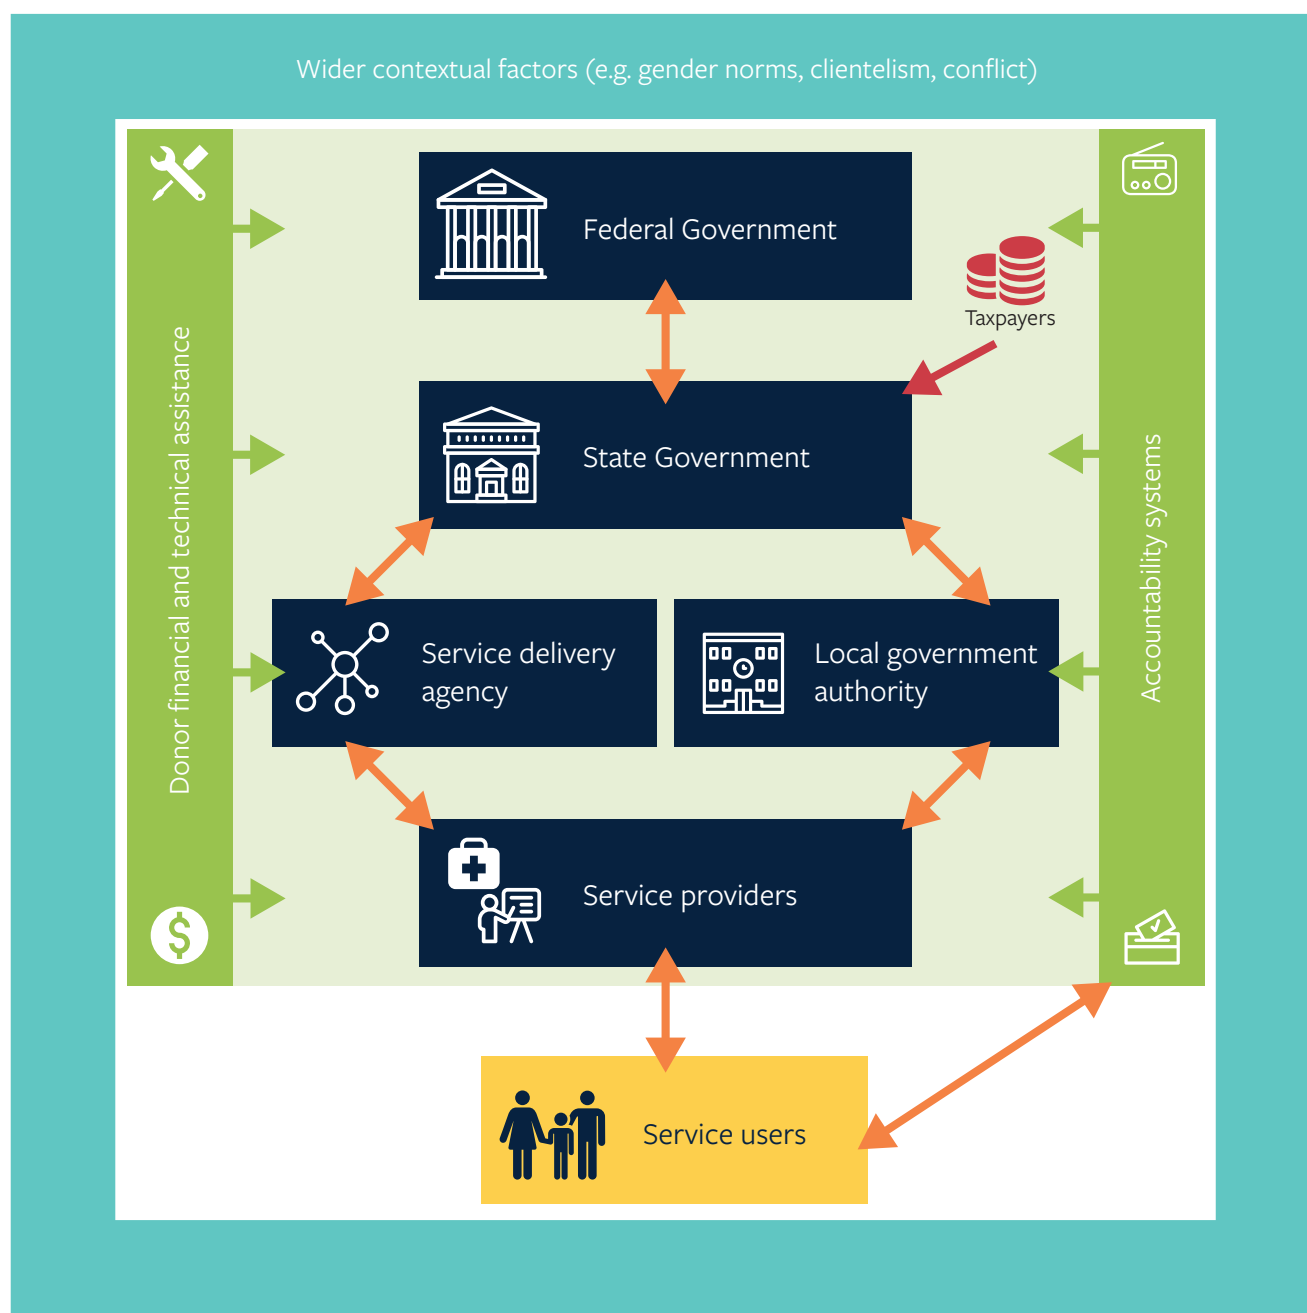 Wider contextual factors (e.g. gender norms, clientelism, conflict)
Donor financial and technical assistance
Federal Government
Taxpayers
State Government
Accountability systems
Service delivery
agency
Local government
authority
Service providers
$
Service users